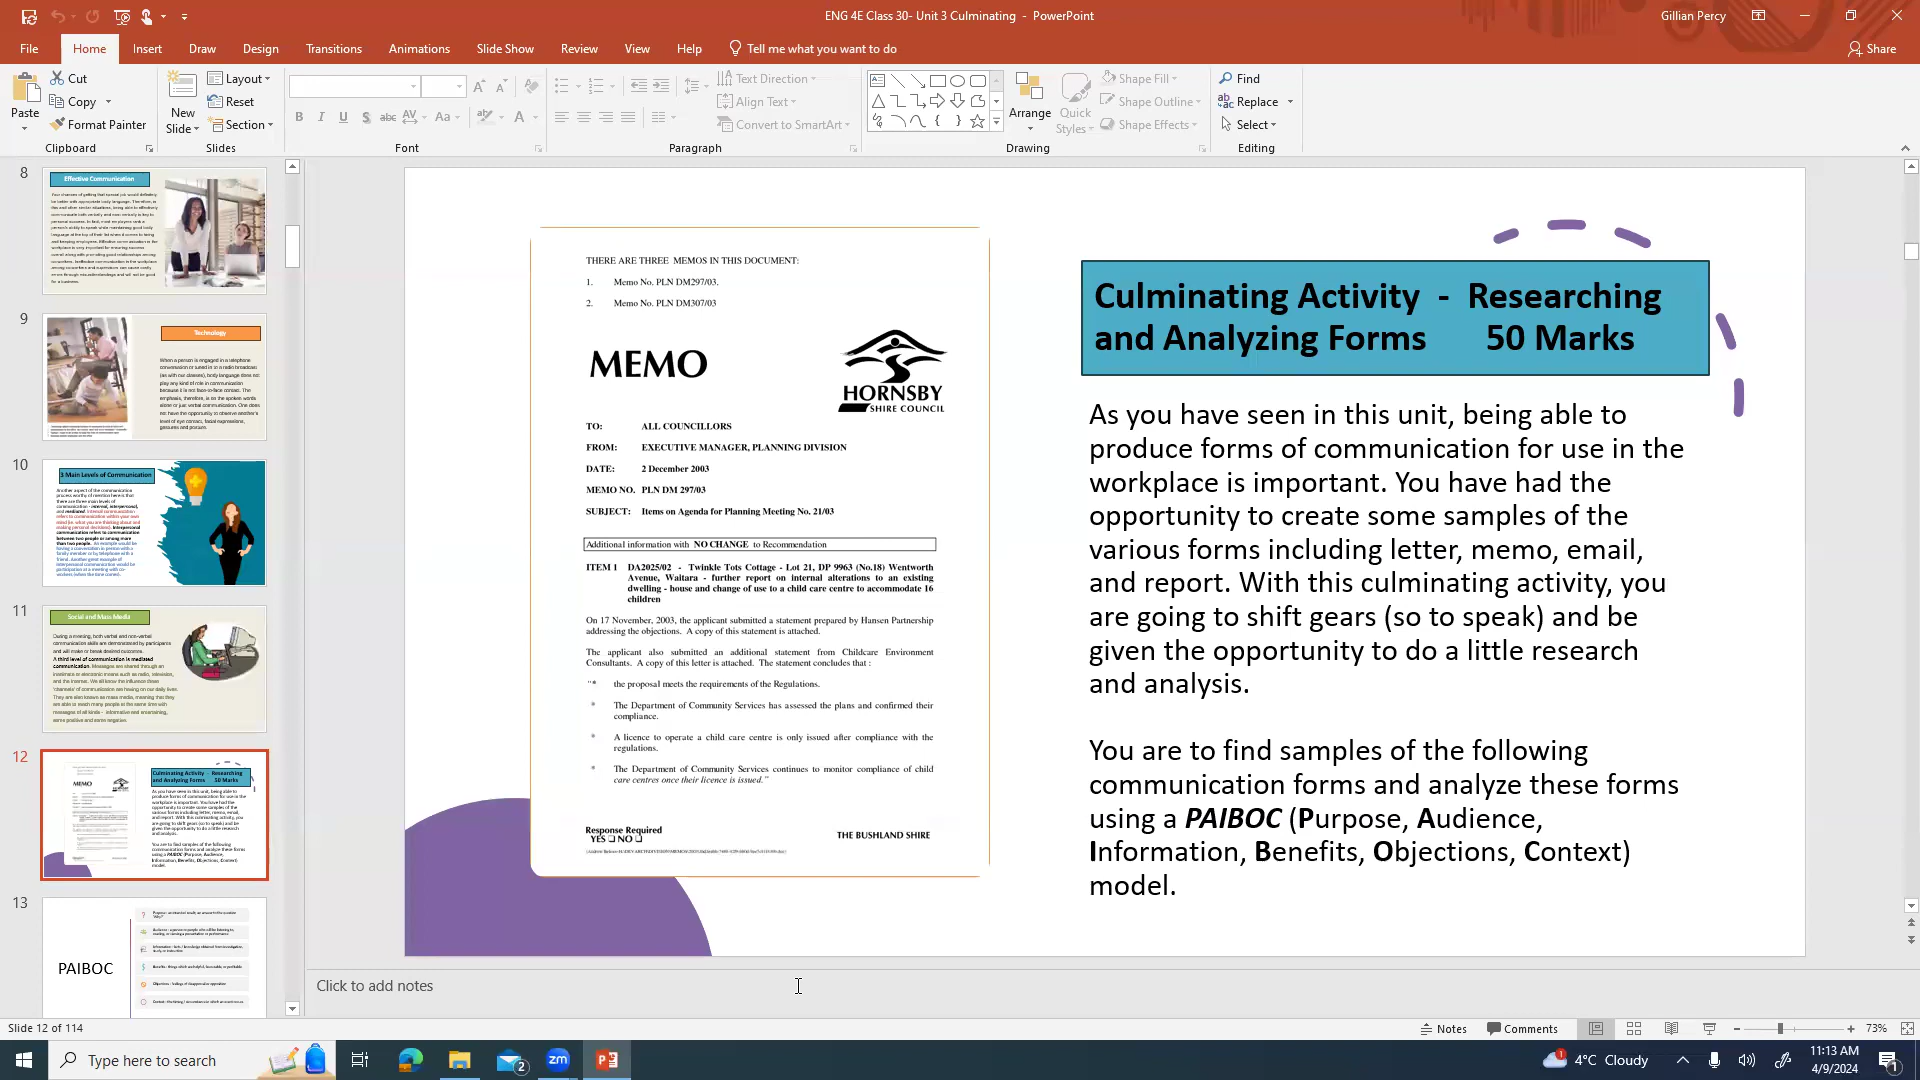 ENG 4E Class 30- Unit 3 Culminating - PowerPoint
Gillian Percy
File
Home
Insert
Draw
Design
Transitions
Animations
Slide Show
Review
View
Help
Tell me what you want to do
Share
Paste
Cut
Copy
Format Painter
Clipboard
New Slide
Layout
Reset
Section
Slides
Font
Text Direction
Align Text
Convert to SmartArt
Paragraph
Arrange
Quick Styles
Shape Fill
Shape Outline
Shape Effects
Drawing
Find
Replace
Select
Editing
8
Effective Communication
9
Technology
10
3 Main Levels of Communication
11
Social and Mass Media
12
13
PAIBOC
THERE ARE THREE MEMOS IN THIS DOCUMENT:
1. Memo No. PLN DM297/03.
2. Memo No. PLN DM307/03
MEMO
HORNSBY
SHIRE COUNCIL
TO: ALL COUNCILLORS
FROM: EXECUTIVE MANAGER, PLANNING DIVISION
DATE: 2 December 2003
MEMO NO. PLN DM 297/03
SUBJECT: Items on Agenda for Planning Meeting No. 21/03
Additional information with NO CHANGE to Recommendation
ITEM 1 DA2025/02 - Twinkle Tots Cottage - Lot 21, DP 9963 (No.18) Wentworth
Avenue, Waitara - further report on internal alterations to an existing
dwelling - house and change of use to a child care centre to accommodate 16
children
On 17 November, 2003, the applicant submitted a statement prepared by Hansen Partnership
addressing the objections. A copy of this statement is attached.
The applicant also submitted an additional statement from Childcare Environment
Consultants. A copy of this letter is attached. The statement concludes that :
"* the proposal meets the requirements of the Regulations.
* The Department of Community Services has assessed the plans and confirmed their
compliance.
* A licence to operate a child care centre is only issued after compliance with the
regulations.
* The Department of Community Services continues to monitor compliance of child
care centres once their licence is issued."
Response Required
YES NO
THE BUSHLAND SHIRE
Culminating Activity - Researching
and Analyzing Forms 50 Marks
As you have seen in this unit, being able to
produce forms of communication for use in the
workplace is important. You have had the
opportunity to create some samples of the
various forms including letter, memo, email,
and report. With this culminating activity, you
are going to shift gears (so to speak) and be
given the opportunity to do a little research
and analysis.
You are to find samples of the following
communication forms and analyze these forms
using a PAIBOC (Purpose, Audience,
Information, Benefits, Objections, Context)
model.
Click to add notes
Slide 12 of 114
Notes
Comments
73%
Type here to search
4°C Cloudy
11:13 AM
4/9/2024